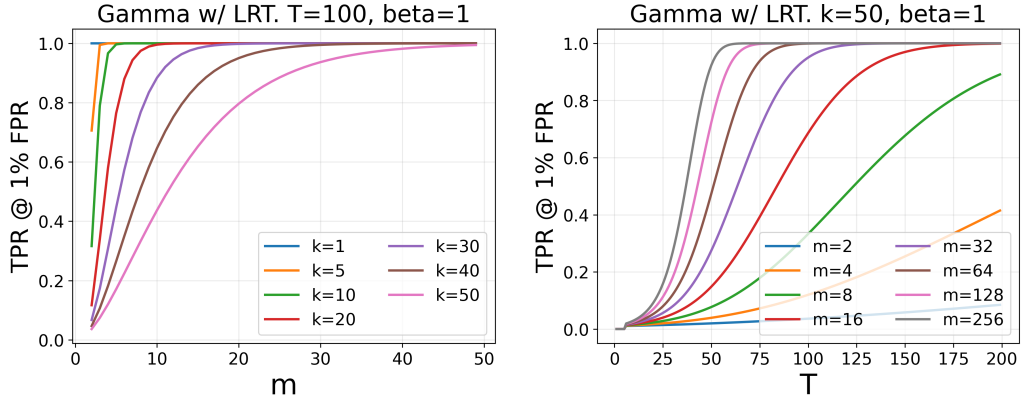 Gamma w/ LRT. T=100, beta=1
TPR @ 1% FPR
1.0
0.8
0.6
0.4
0.2
0.0
k=1
k=5
k=10
k=20
k=30
k=40
k=50
0
10
20
30
40
50
m
Gamma w/ LRT. k=50, beta=1
TPR @ 1% FPR
1.0
0.8
0.6
0.4
0.2
0.0
m=2
m=4
m=8
m=16
m=32
m=64
m=128
m=256
0
25
50
75
100
125
150
175
200
T